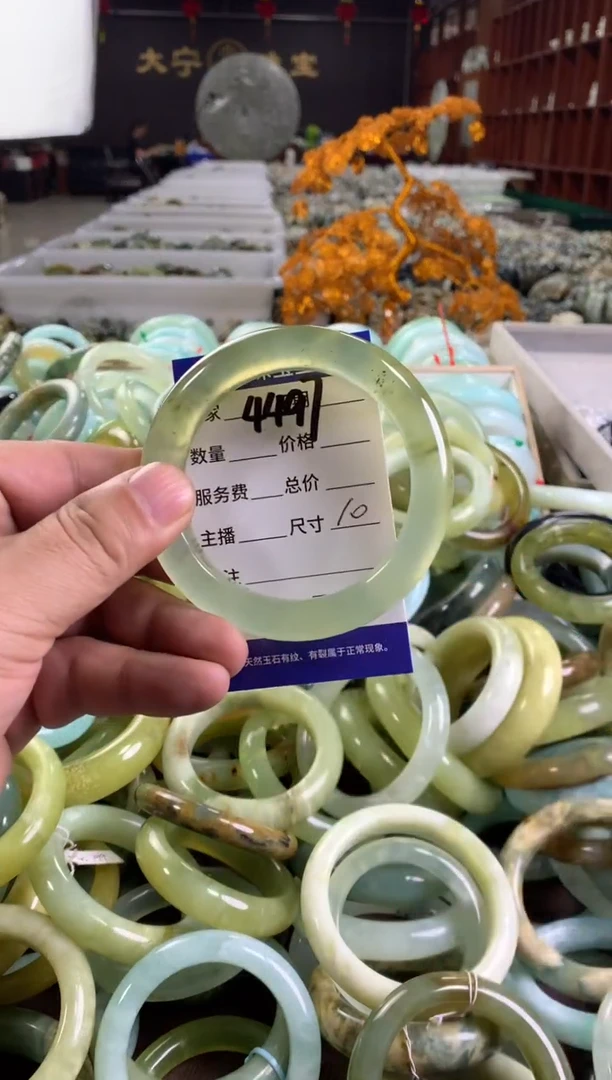 大宁 宝
家 4497
数量 价格
服务费 总价
主播 尺寸 10
注
天然玉石有纹、有裂属于正常现象。